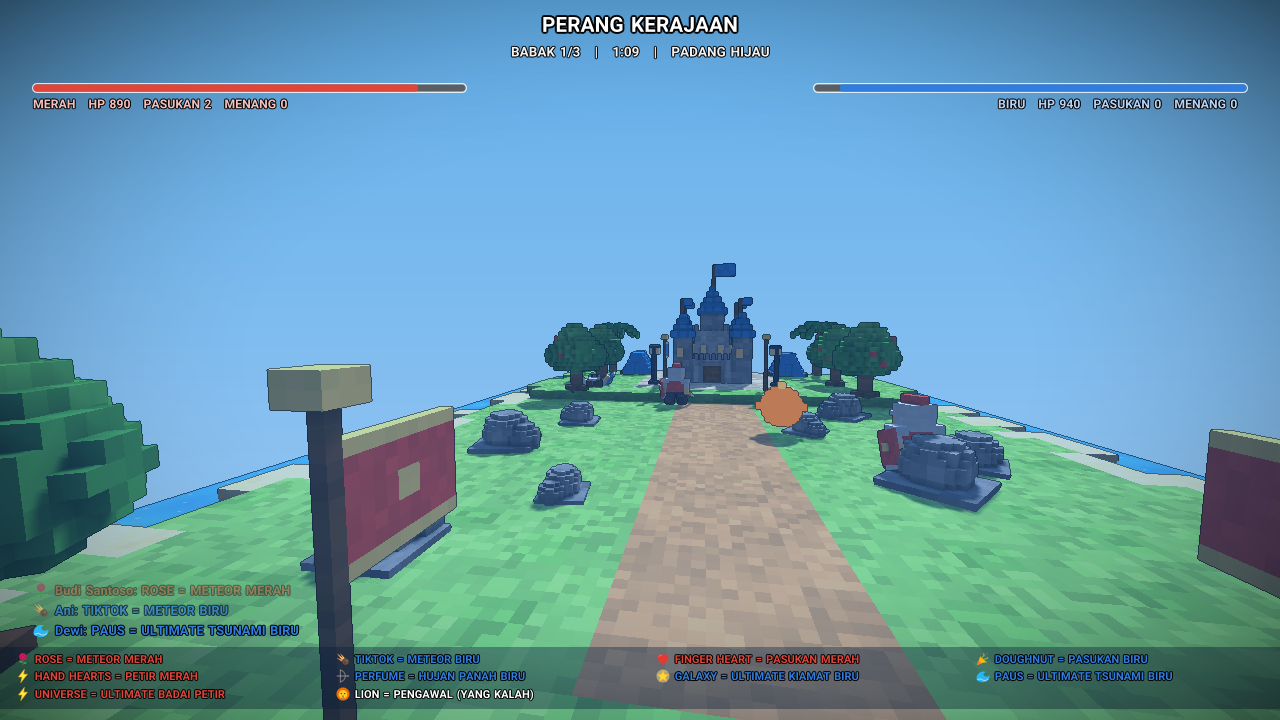 PERANG KERAJAAN
BABAK 1/3 | 1:09 | PADANG HIJAU
MERAH HP 890 PASUKAN 2 MENANG 0
BIRU HP 940 PASUKAN 0 MENANG 0
Budi Santoso: ROSE = METEOR MERAH
Ani: TIKTOK = METEOR BIRU
Dewi: PAUS = ULTIMATE TSUNAMI BIRU
ROSE = METEOR MERAH
TIKTOK = METEOR BIRU
FINGER HEART = PASUKAN MERAH
DOUGHNUT = PASUKAN BIRU
HAND HEARTS = PETIR MERAH
PERFUME = HUJAN PANAH BIRU
GALAXY = ULTIMATE KIAMAT BIRU
PAUS = ULTIMATE TSUNAMI BIRU
UNIVERSE = ULTIMATE BADAI PETIR
LION = PENGAWAL (YANG KALAH)